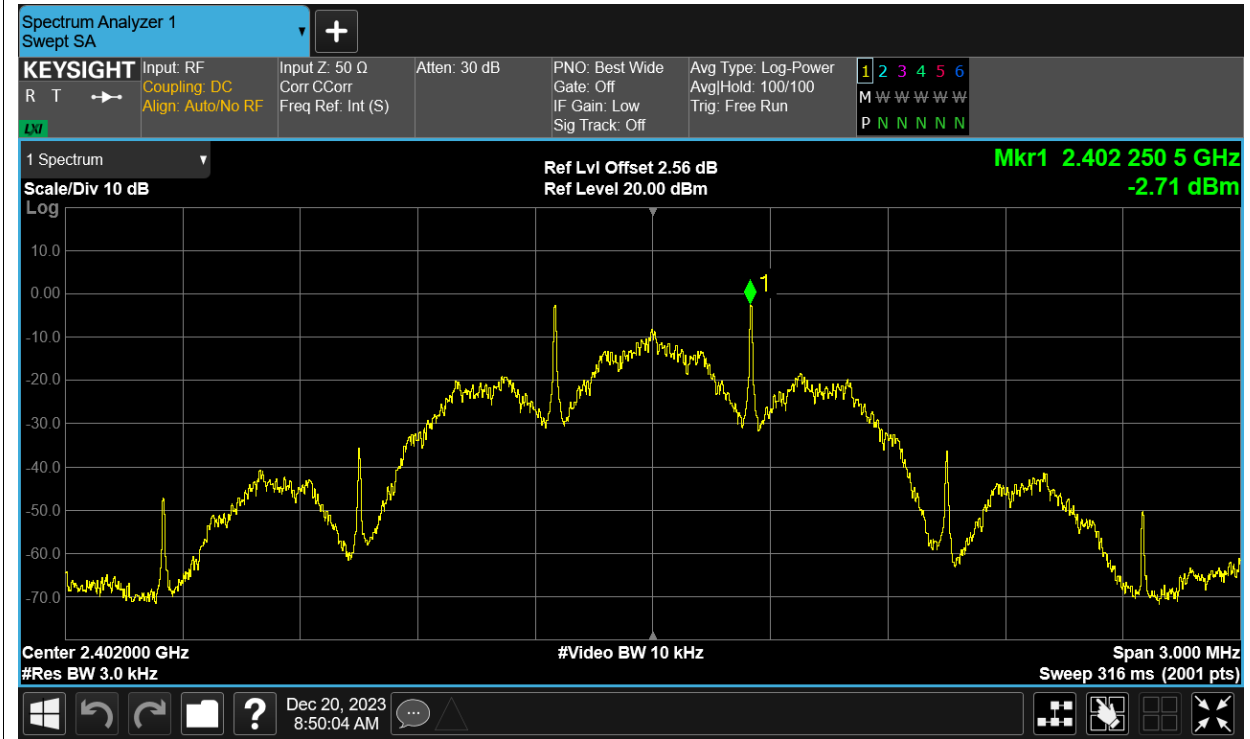 Spectrum Analyzer 1
Swept SA
KEYSIGHT
R T
LXI
Input: RF
Coupling: DC
Align: Auto/No RF
Input Z: 50 Ω
Corr CCorr
Freq Ref: Int (S)
Atten: 30 dB
PNO: Best Wide
Gate: Off
IF Gain: Low
Sig Track: Off
Avg Type: Log-Power
Avg|Hold: 100/100
Trig: Free Run
1 2 3 4 5 6
M W W W W W W
P N N N N N N
1 Spectrum
Scale/Div 10 dB
Ref Lvl Offset 2.56 dB
Ref Level 20.00 dBm
Mkr1 2.402 250 5 GHz
-2.71 dBm
Log
10.0
0.00
-10.0
-20.0
-30.0
-40.0
-50.0
-60.0
-70.0
1
Center 2.402000 GHz
#Res BW 3.0 kHz
#Video BW 10 kHz
Span 3.000 MHz
Sweep 316 ms (2001 pts)
?
Dec 20, 2023
8:50:04 AM